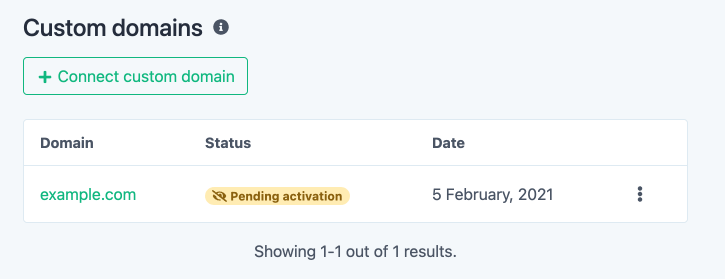 Custom domains
Connect custom domain
Domain Status Date
example.com Pending activation 5 February, 2021
Showing 1-1 out of 1 results.